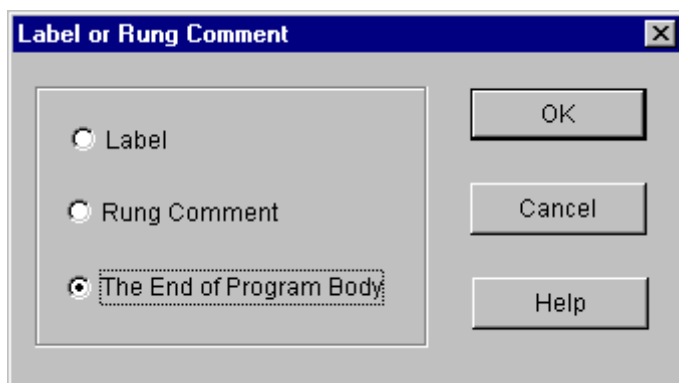 Label or Rung Comment
Label
Rung Comment
The End of Program Body
OK
Cancel
Help